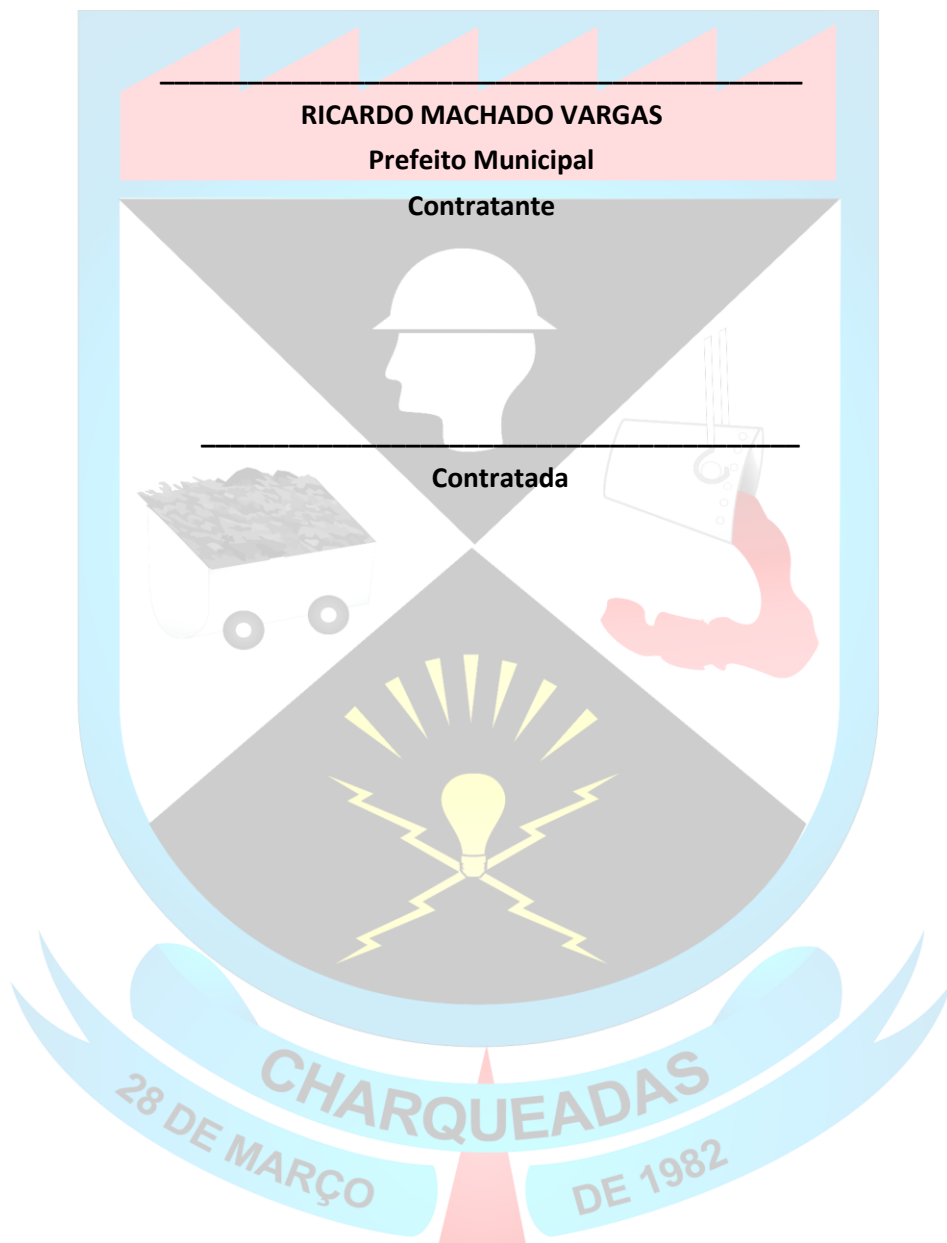 RICARDO MACHADO VARGAS
Prefeito Municipal
Contratante
Contratada
CHARQUEADAS
28 DE MARÇO DE 1982